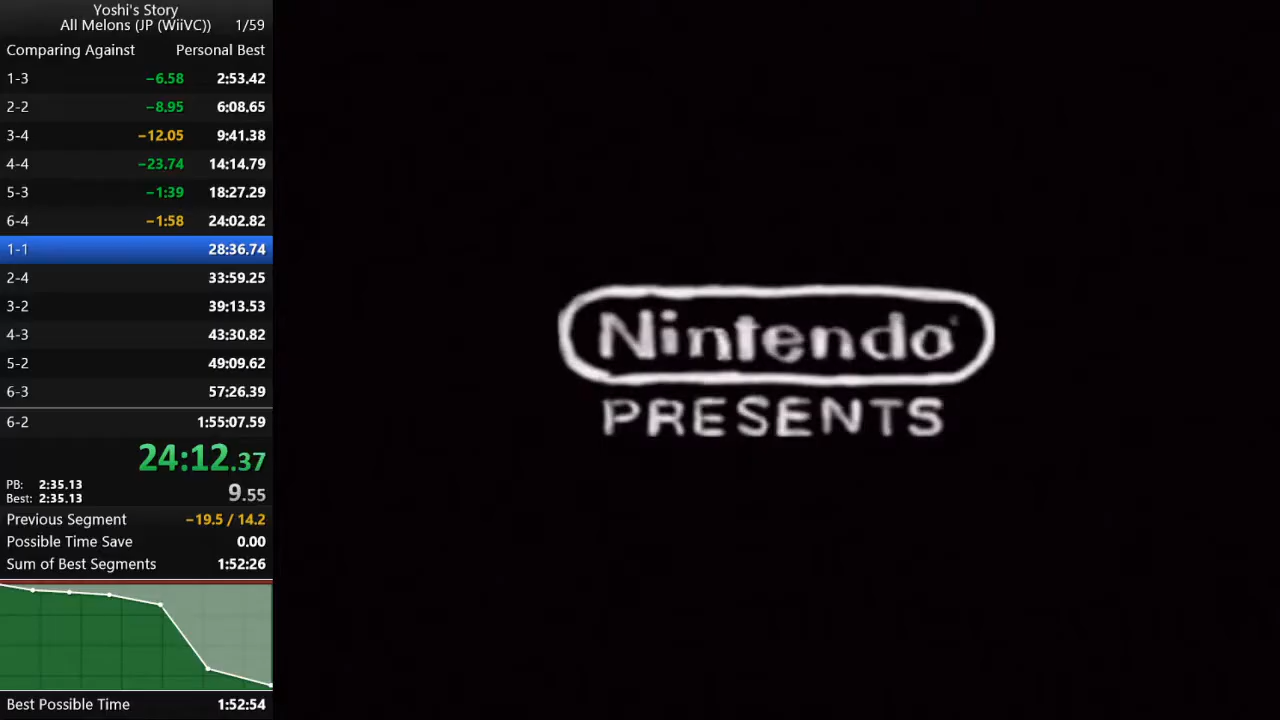 Yoshi's Story
All Melons (JP (WiiVC)) 1/59
Comparing Against Personal Best
1-3 −6.58 2:53.42
2-2 −8.95 6:08.65
3-4 −12.05 9:41.38
4-4 −23.74 14:14.79
5-3 −1:39 18:27.29
6-4 −1:58 24:02.82
1-1 28:36.74
2-4 33:59.25
3-2 39:13.53
4-3 43:30.82
5-2 49:09.62
6-3 57:26.39
6-2 1:55:07.59
24:12.37
PB: 2:35.13
Best: 2:35.13
9.55
Previous Segment −19.5 / 14.2
Possible Time Save 0.00
Sum of Best Segments 1:52:26
Best Possible Time 1:52:54
Nintendo
PRESENTS